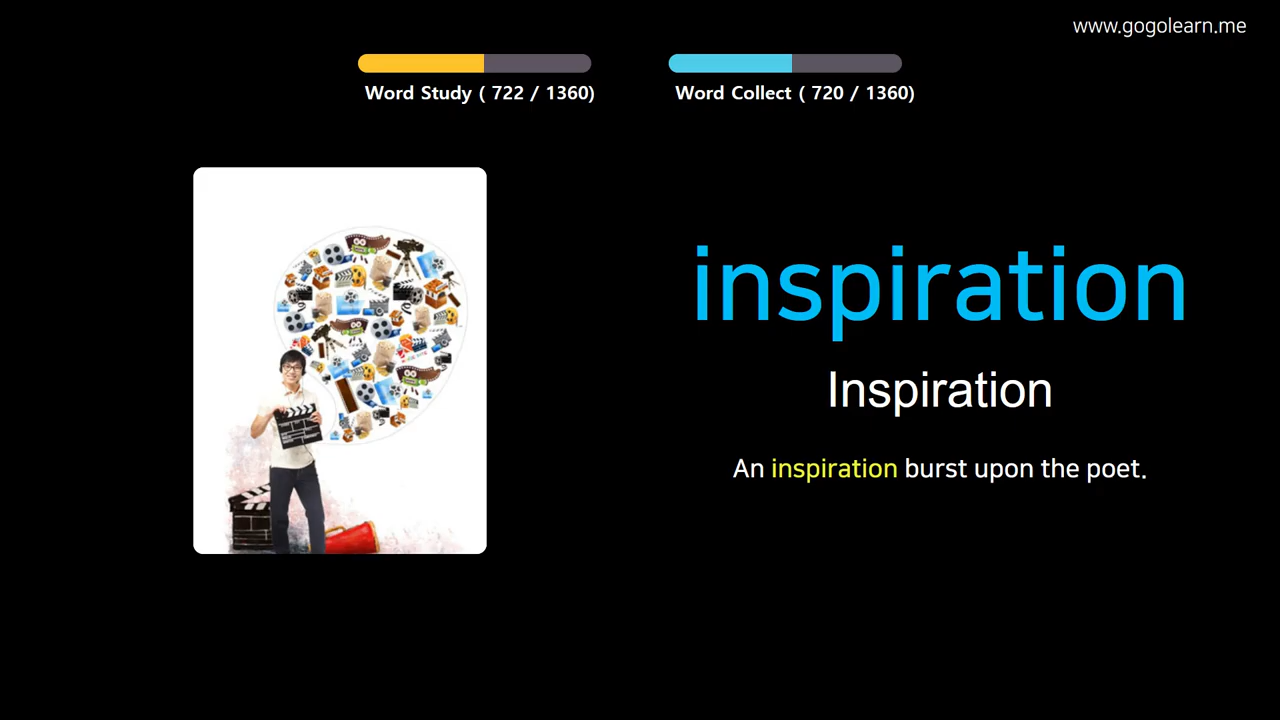 www.gogolearn.me
Word Study ( 722 / 1360)
Word Collect ( 720 / 1360)
inspiration
Inspiration
An inspiration burst upon the poet.